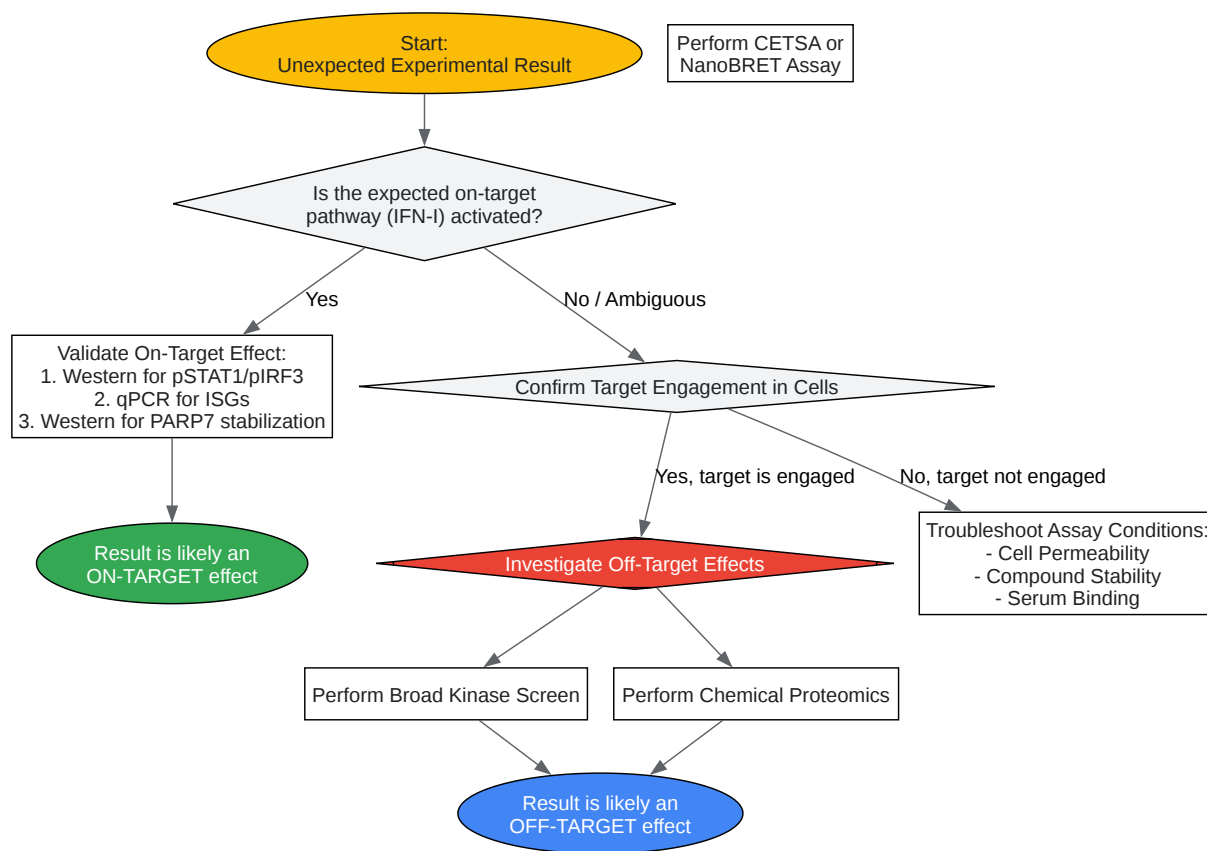 Start:
Unexpected Experimental Result
Perform CETSA or
NanoBRET Assay
Is the expected on-target
pathway (IFN-I) activated?
Yes
No / Ambiguous
Validate On-Target Effect:
1. Western for pSTAT1/pIRF3
2. qPCR for ISGs
3. Western for PARP7 stabilization
Confirm Target Engagement in Cells
Yes, target is engaged
No, target not engaged
Result is likely an
ON-TARGET effect
Investigate Off-Target Effects
Troubleshoot Assay Conditions:
- Cell Permeability
- Compound Stability
- Serum Binding
Perform Broad Kinase Screen
Perform Chemical Proteomics
Result is likely an
OFF-TARGET effect